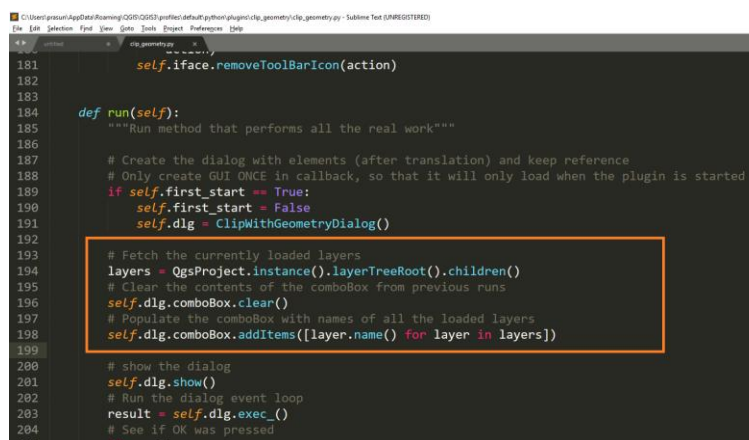 C:\Users\prasun\AppData\Roaming\QGIS\QGIS3\profiles\default\python\plugins\clip_geometry\clip_geometry.py - Sublime Text (UNREGISTERED)
File Edit Selection Find View Goto Tools Project Preferences Help
untitled clip_geometry.py
action)
181 self.iface.removeToolBarIcon(action)
182
183
184 def run(self):
185 """Run method that performs all the real work"""
186
187 # Create the dialog with elements (after translation) and keep reference
188 # Only create GUI ONCE in callback, so that it will only load when the plugin is started
189 if self.first_start == True:
190 self.first_start = False
191 self.dlg = ClipWithGeometryDialog()
192
193 # Fetch the currently loaded layers
194 layers = QgsProject.instance().layerTreeRoot().children()
195 # Clear the contents of the comboBox from previous runs
196 self.dlg.comboBox.clear()
197 # Populate the comboBox with names of all the loaded layers
198 self.dlg.comboBox.addItems([layer.name() for layer in layers])
199
200 # show the dialog
201 self.dlg.show()
202 # Run the dialog event loop
203 result = self.dlg.exec_()
204 # See if OK was pressed